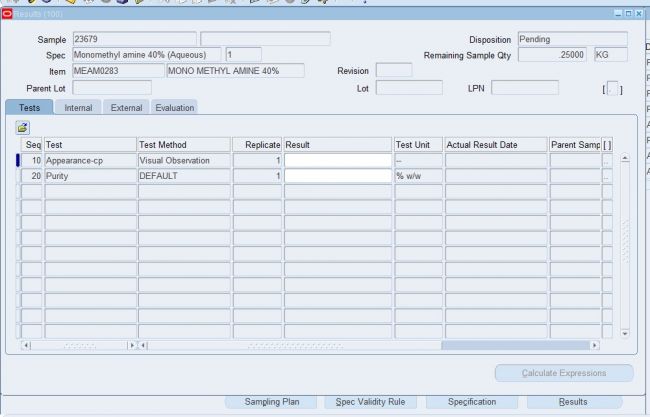 Results (100)
Sample 23679 Disposition Pending
Spec Monomethyl amine 40% (Aqueous) 1 Remaining Sample Qty .25000 KG
Item MEAM0283 MONO METHYL AMINE 40% Revision
Parent Lot Lot LPN [ . ]
Tests Internal External Evaluation
Seq Test Test Method Replicate Result Test Unit Actual Result Date Parent Samp [ ]
10 Appearance-cp Visual Observation 1 --
20 Purity DEFAULT 1 % w/w
Calculate Expressions
Sampling Plan Spec Validity Rule Specification Results